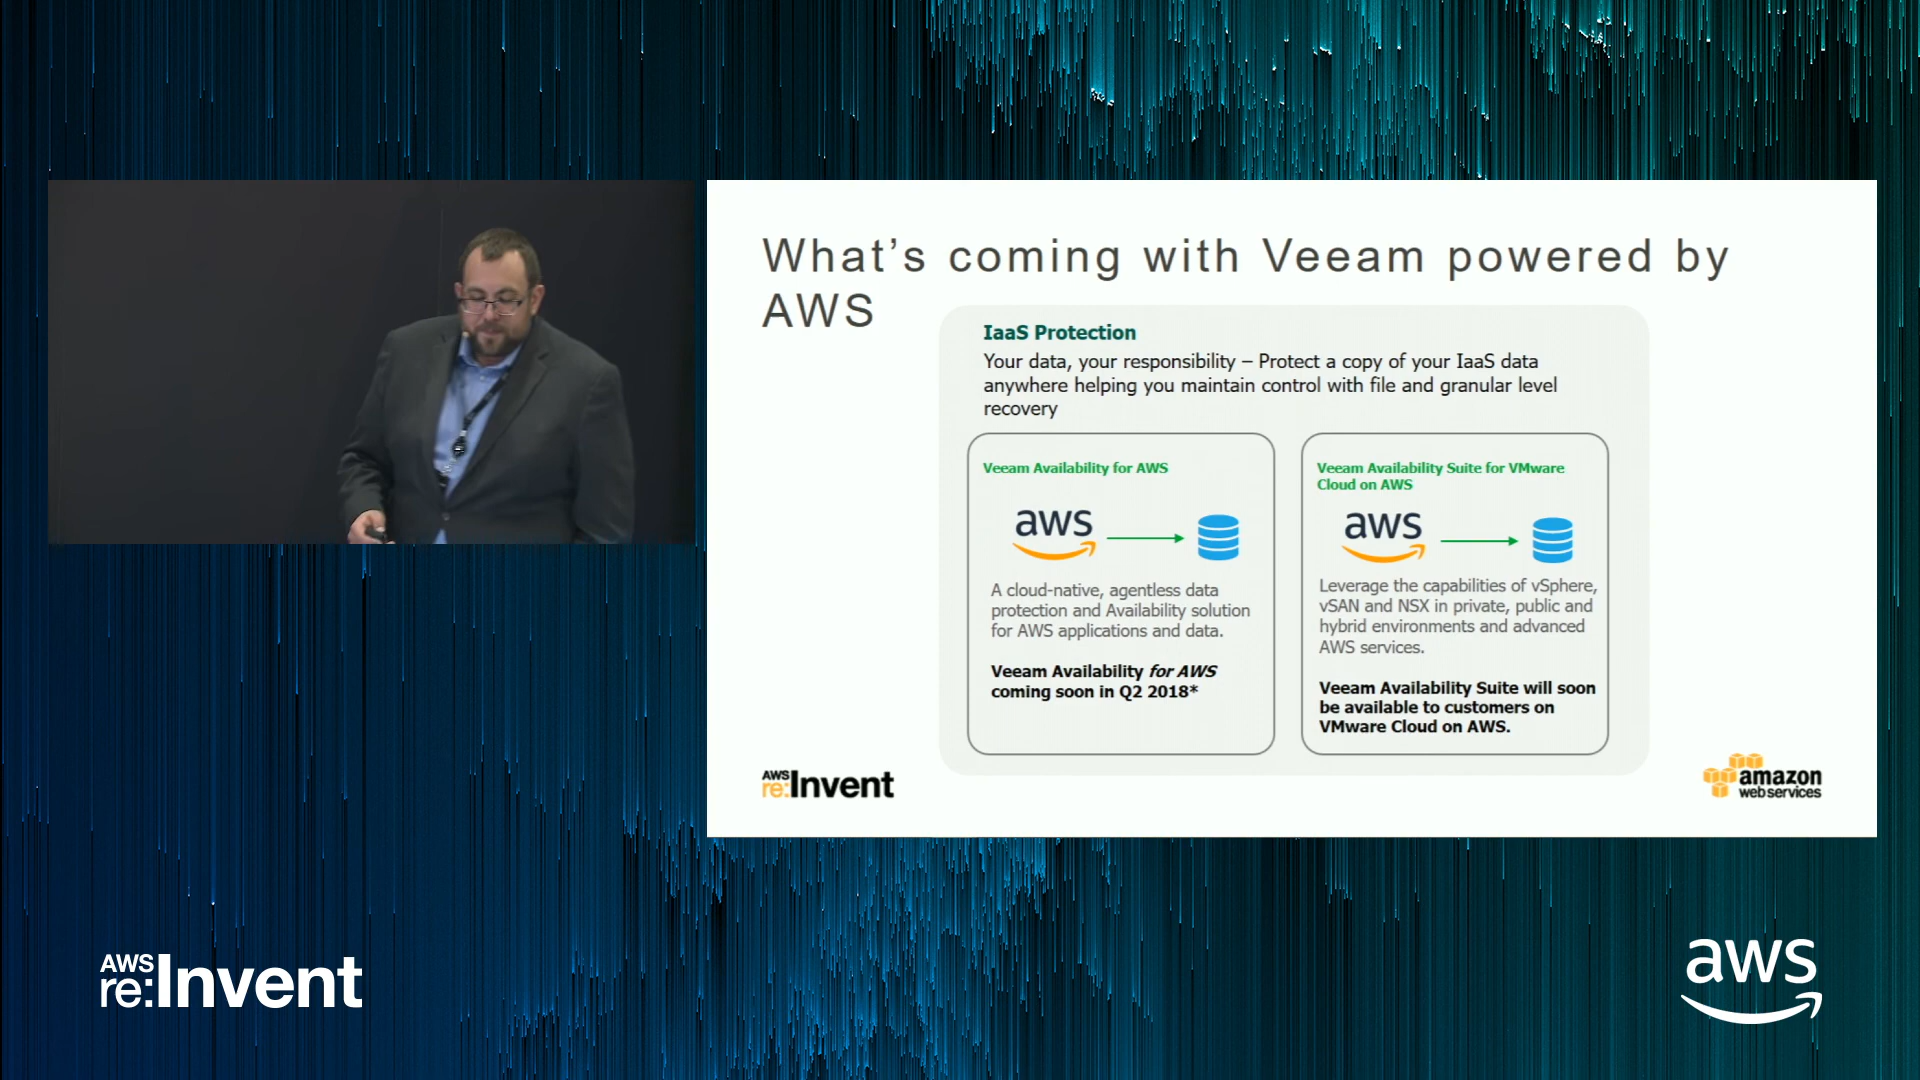 What's coming with Veeam powered by
AWS
IaaS Protection
Your data, your responsibility – Protect a copy of your IaaS data
anywhere helping you maintain control with file and granular level
recovery
Veeam Availability for AWS
aws
A cloud-native, agentless data
protection and Availability solution
for AWS applications and data.
Veeam Availability for AWS
coming soon in Q2 2018*
Veeam Availability Suite for VMware
Cloud on AWS
aws
Leverage the capabilities of vSphere,
vSAN and NSX in private, public and
hybrid environments and advanced
AWS services.
Veeam Availability Suite will soon
be available to customers on
VMware Cloud on AWS.
AWS
re:Invent
amazon
web services
AWS
re:Invent
aws